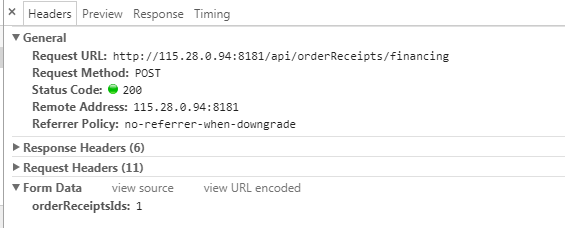 × Headers Preview Response Timing
▼ General
Request URL: http://115.28.0.94:8181/api/orderReceipts/financing
Request Method: POST
Status Code: 200
Remote Address: 115.28.0.94:8181
Referrer Policy: no-referrer-when-downgrade
▶ Response Headers (6)
▶ Request Headers (11)
▼ Form Data view source view URL encoded
orderReceiptsIds: 1